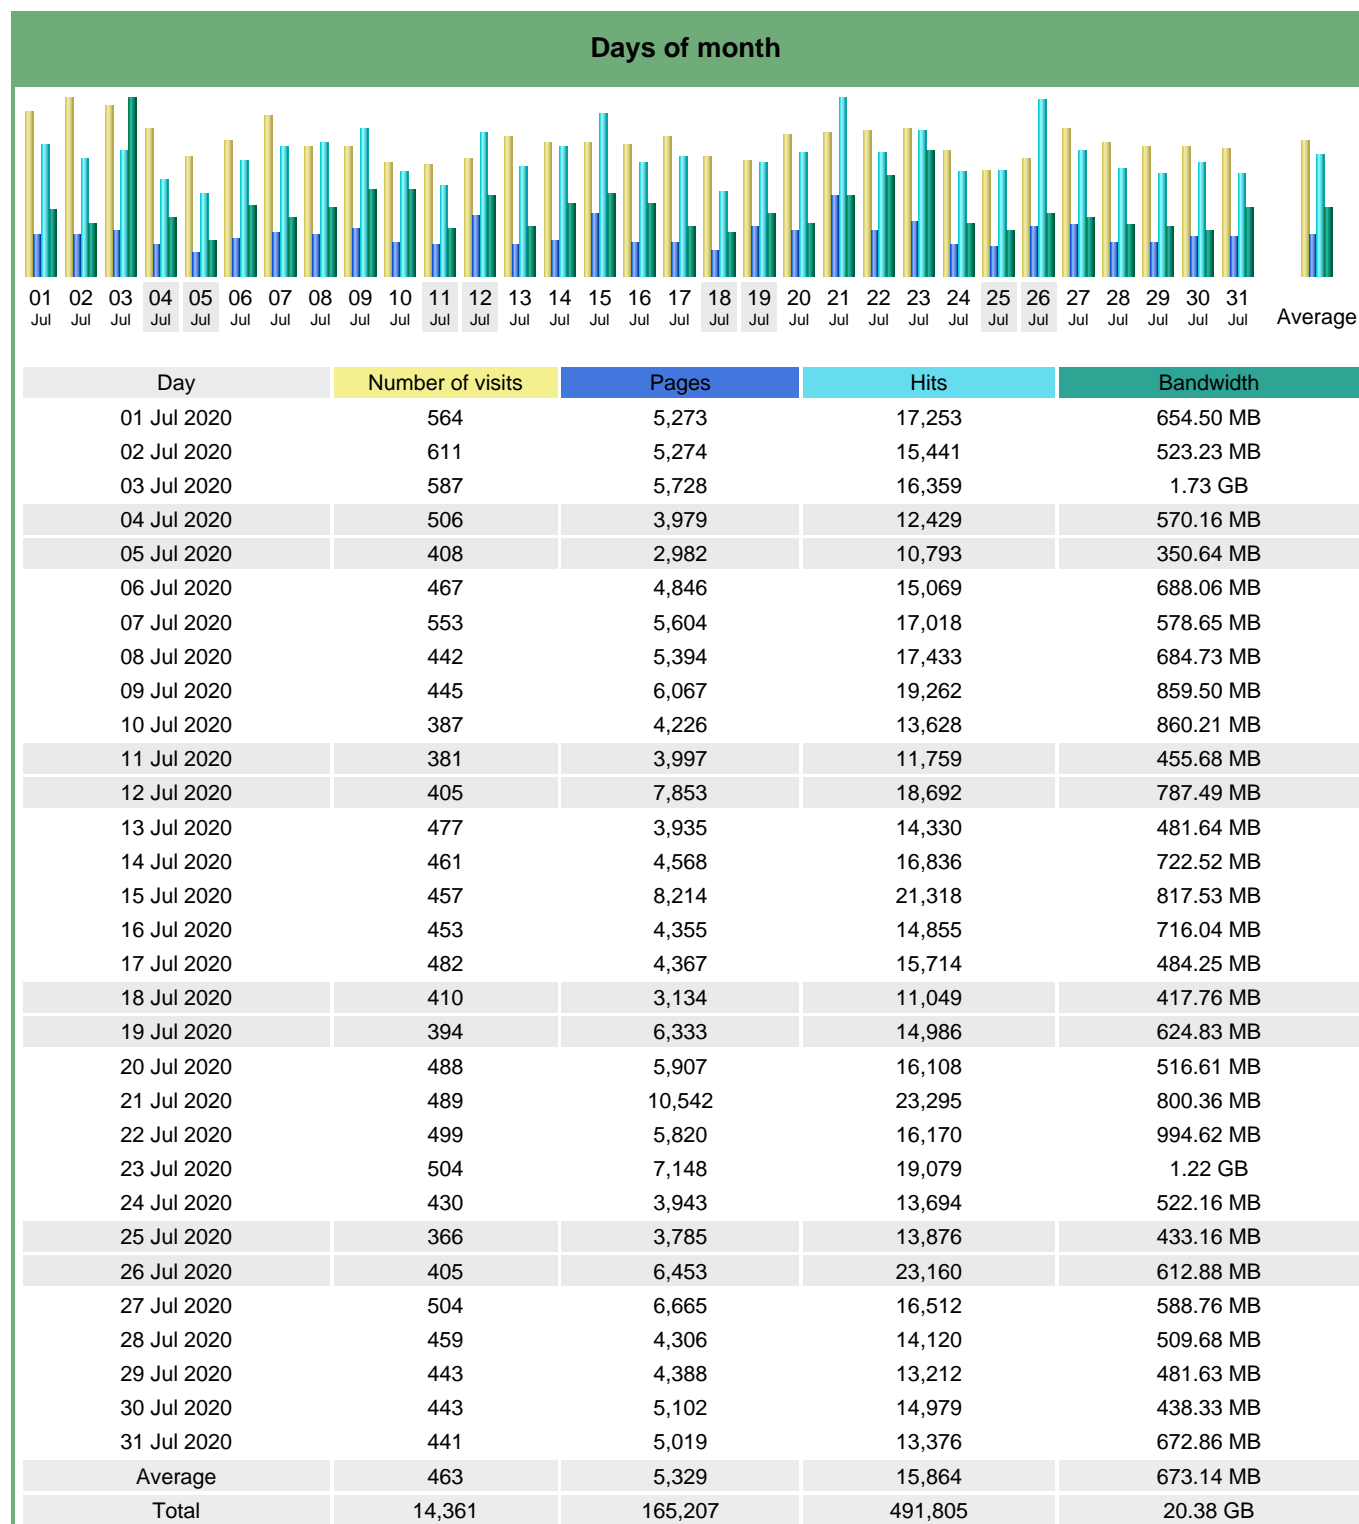 Days of month
01 02 03 04 05 06 07 08 09 10 11 12 13 14 15 16 17 18 19 20 21 22 23 24 25 26 27 28 29 30 31
Jul Jul Jul Jul Jul Jul Jul Jul Jul Jul Jul Jul Jul Jul Jul Jul Jul Jul Jul Jul Jul Jul Jul Jul Jul Jul Jul Jul Jul Jul Jul Average
Day Number of visits Pages Hits Bandwidth
01 Jul 2020 564 5,273 17,253 654.50 MB
02 Jul 2020 611 5,274 15,441 523.23 MB
03 Jul 2020 587 5,728 16,359 1.73 GB
04 Jul 2020 506 3,979 12,429 570.16 MB
05 Jul 2020 408 2,982 10,793 350.64 MB
06 Jul 2020 467 4,846 15,069 688.06 MB
07 Jul 2020 553 5,604 17,018 578.65 MB
08 Jul 2020 442 5,394 17,433 684.73 MB
09 Jul 2020 445 6,067 19,262 859.50 MB
10 Jul 2020 387 4,226 13,628 860.21 MB
11 Jul 2020 381 3,997 11,759 455.68 MB
12 Jul 2020 405 7,853 18,692 787.49 MB
13 Jul 2020 477 3,935 14,330 481.64 MB
14 Jul 2020 461 4,568 16,836 722.52 MB
15 Jul 2020 457 8,214 21,318 817.53 MB
16 Jul 2020 453 4,355 14,855 716.04 MB
17 Jul 2020 482 4,367 15,714 484.25 MB
18 Jul 2020 410 3,134 11,049 417.76 MB
19 Jul 2020 394 6,333 14,986 624.83 MB
20 Jul 2020 488 5,907 16,108 516.61 MB
21 Jul 2020 489 10,542 23,295 800.36 MB
22 Jul 2020 499 5,820 16,170 994.62 MB
23 Jul 2020 504 7,148 19,079 1.22 GB
24 Jul 2020 430 3,943 13,694 522.16 MB
25 Jul 2020 366 3,785 13,876 433.16 MB
26 Jul 2020 405 6,453 23,160 612.88 MB
27 Jul 2020 504 6,665 16,512 588.76 MB
28 Jul 2020 459 4,306 14,120 509.68 MB
29 Jul 2020 443 4,388 13,212 481.63 MB
30 Jul 2020 443 5,102 14,979 438.33 MB
31 Jul 2020 441 5,019 13,376 672.86 MB
Average 463 5,329 15,864 673.14 MB
Total 14,361 165,207 491,805 20.38 GB